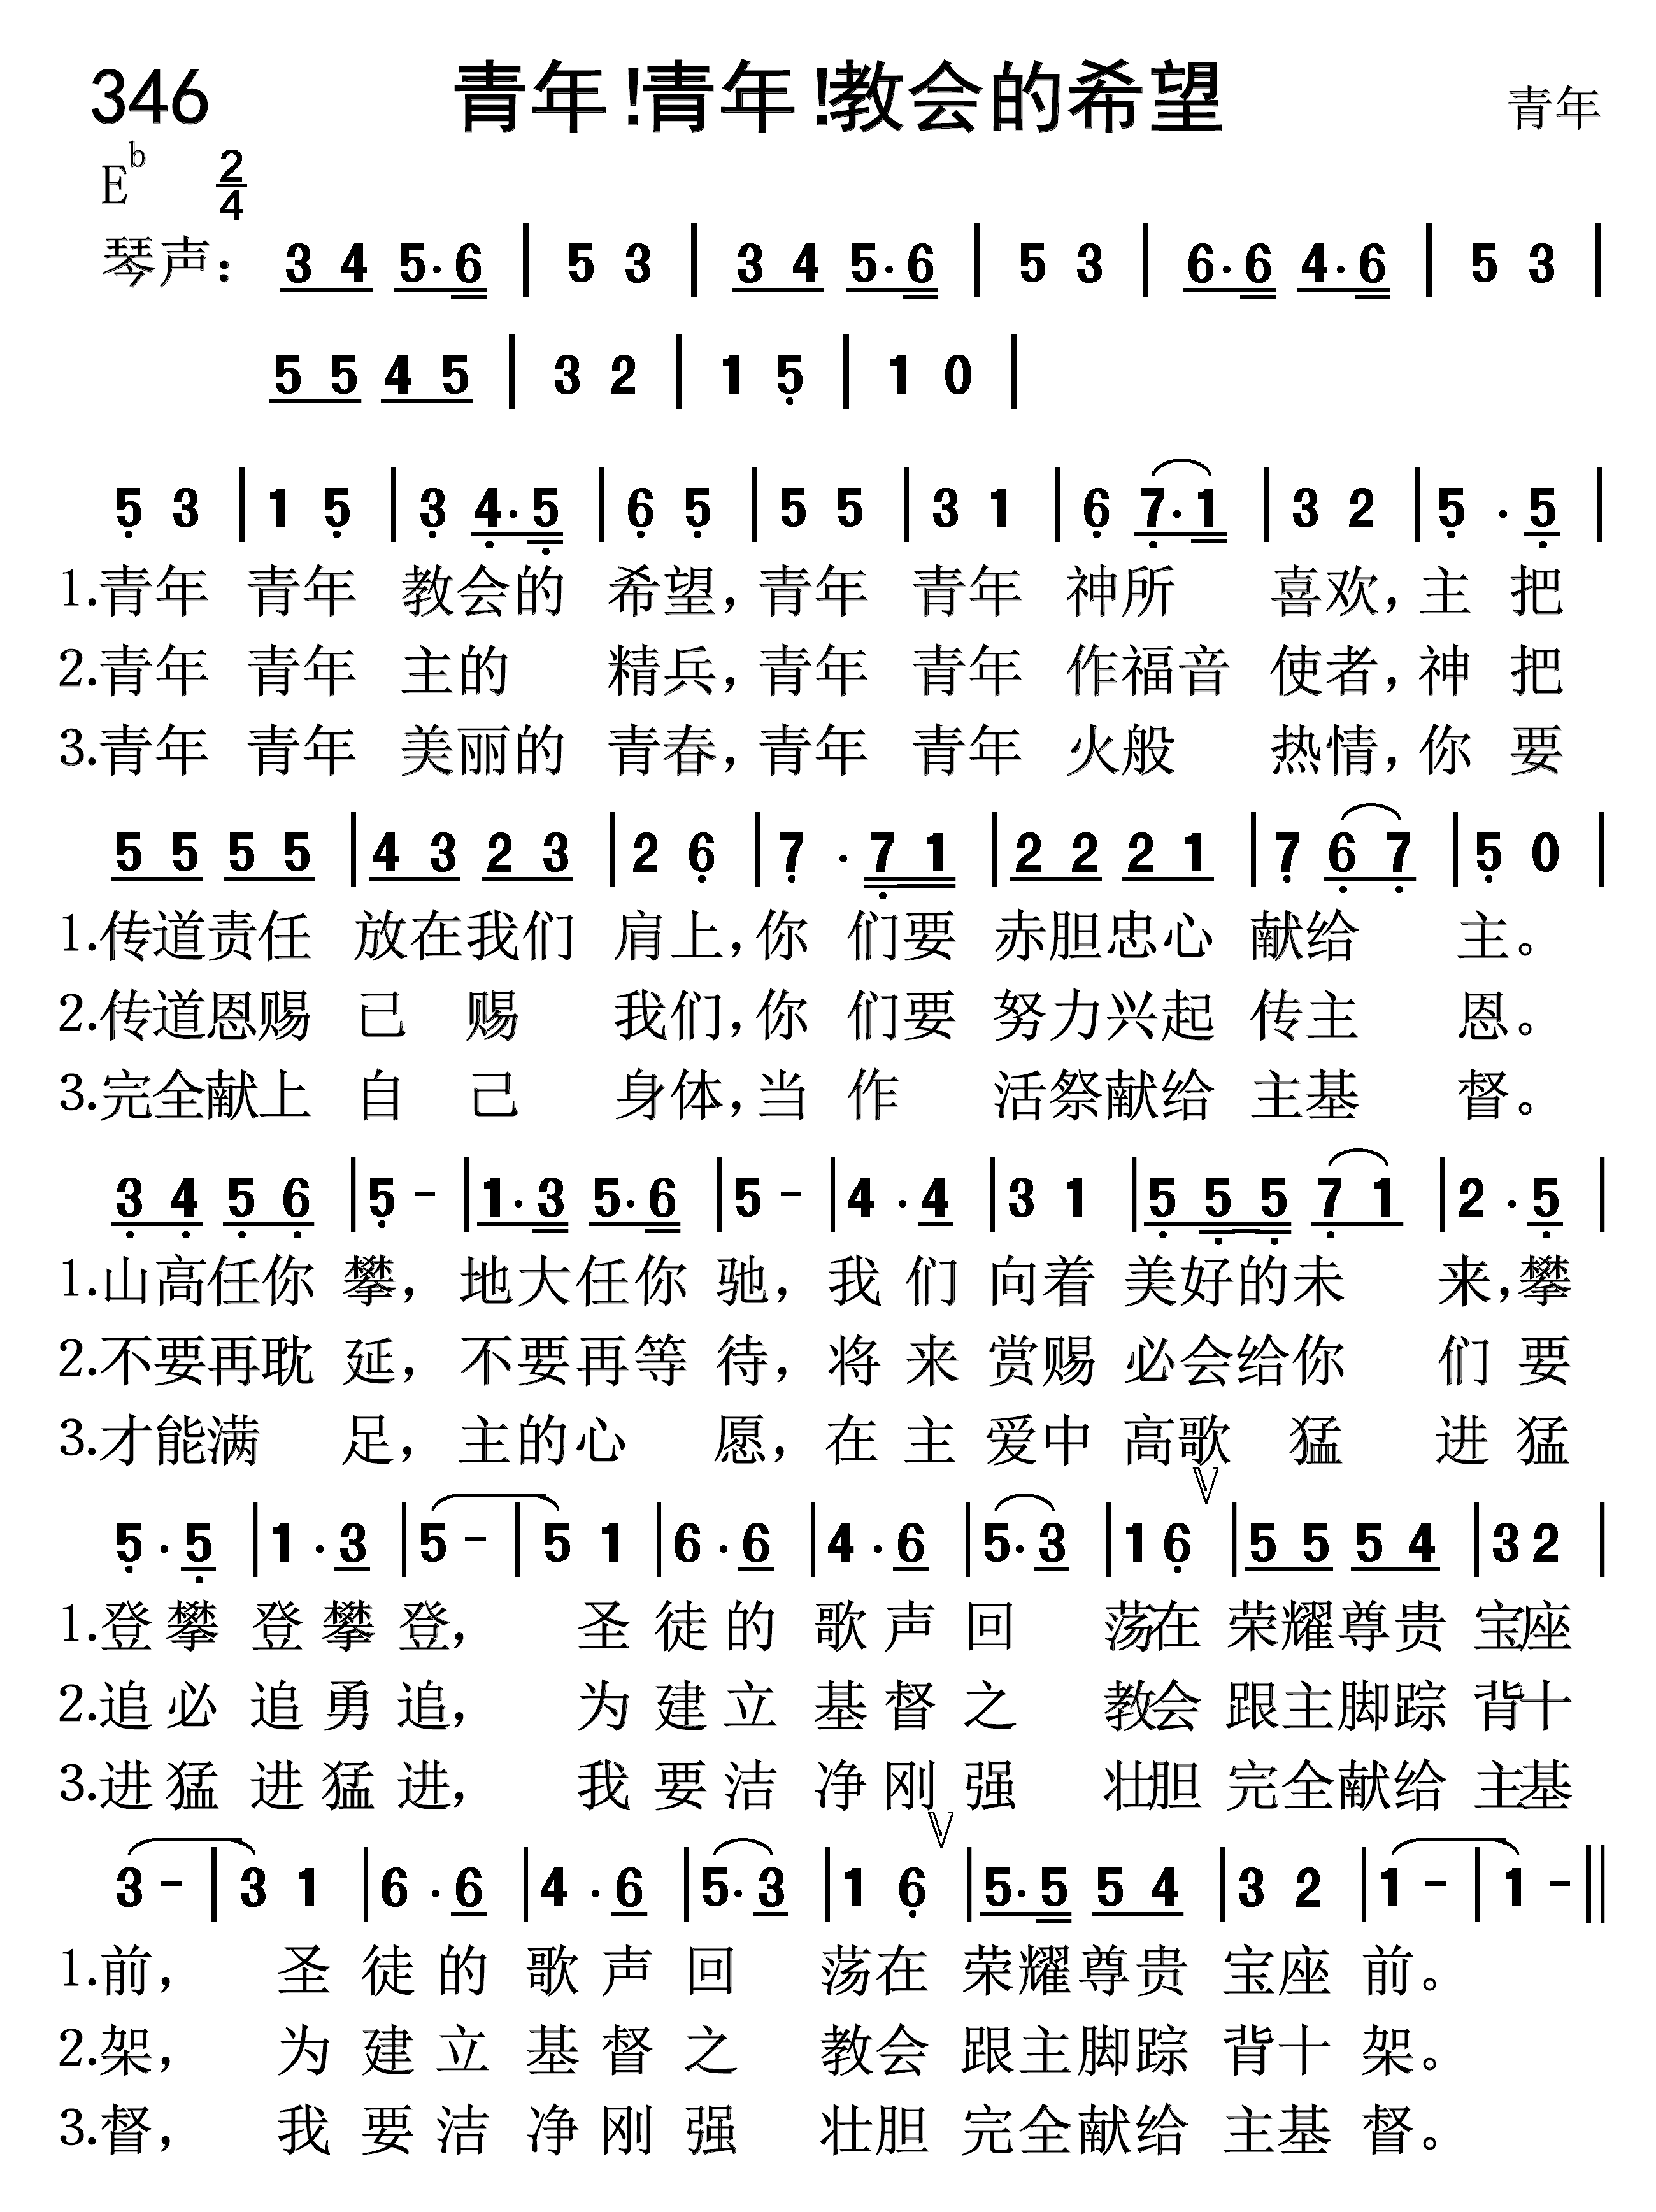 346 青年!青年!教会的希望 青年
E♭ 2/4
琴声: 3 4 5·6 | 5 3 | 3 4 5·6 | 5 3 | 6·6 4·6 | 5 3 |
5 5 4 5 | 3 2 | 1 5 | 1 0 |
5 3 | 1 5 | 3 4·5 | 6 5 | 5 5 | 3 1 | 6 7·1 | 3 2 | 5 · 5 |
1.青年 青年 教会的 希望,青年 青年 神所 喜欢,主 把
2.青年 青年 主的 精兵,青年 青年 作福音 使者,神 把
3.青年 青年 美丽的 青春,青年 青年 火般 热情,你 要
5 5 5 5 | 4 3 2 3 | 2 6 | 7 · 7 1 | 2 2 2 1 | 7 6 7 | 5 0 |
1.传道责任 放在我们 肩上,你 们要 赤胆忠心 献给 主。
2.传道恩赐 已 赐 我们,你 们要 努力兴起 传主 恩。
3.完全献上 自 己 身体,当 作 活祭献给 主基 督。
3 4 5 6 | 5 - | 1·3 5·6 | 5 - | 4 · 4 | 3 1 | 5 5 5 7 1 | 2 · 5 |
1.山高任你 攀, 地大任你 驰, 我 们 向着 美好的未 来,攀
2.不要再耽 延, 不要再等 待, 将 来 赏赐 必会给你 们 要
3.才能满 足, 主的心 愿, 在 主 爱中 高歌 猛 进 猛
5 · 5 | 1 · 3 | 5 - | 5 1 | 6 · 6 | 4 · 6 | 5·3 | 1 6 V | 5 5 5 4 | 3 2 |
1.登 攀 登 攀 登, 圣 徒 的 歌 声 回 荡在 荣耀尊贵 宝座
2.追 必 追 勇 追, 为 建 立 基 督 之 教会 跟主脚踪 背十
3.进 猛 进 猛 进, 我 要 洁 净 刚 强 壮胆 完全献给 主基
3 - | 3 1 | 6 · 6 | 4 · 6 | 5·3 | 1 6 V | 5·5 5 4 | 3 2 | 1 - | 1 - ‖
1.前, 圣 徒 的 歌 声 回 荡在 荣耀尊贵 宝座 前。
2.架, 为 建 立 基 督 之 教会 跟主脚踪 背十 架。
3.督, 我 要 洁 净 刚 强 壮胆 完全献给 主基 督。